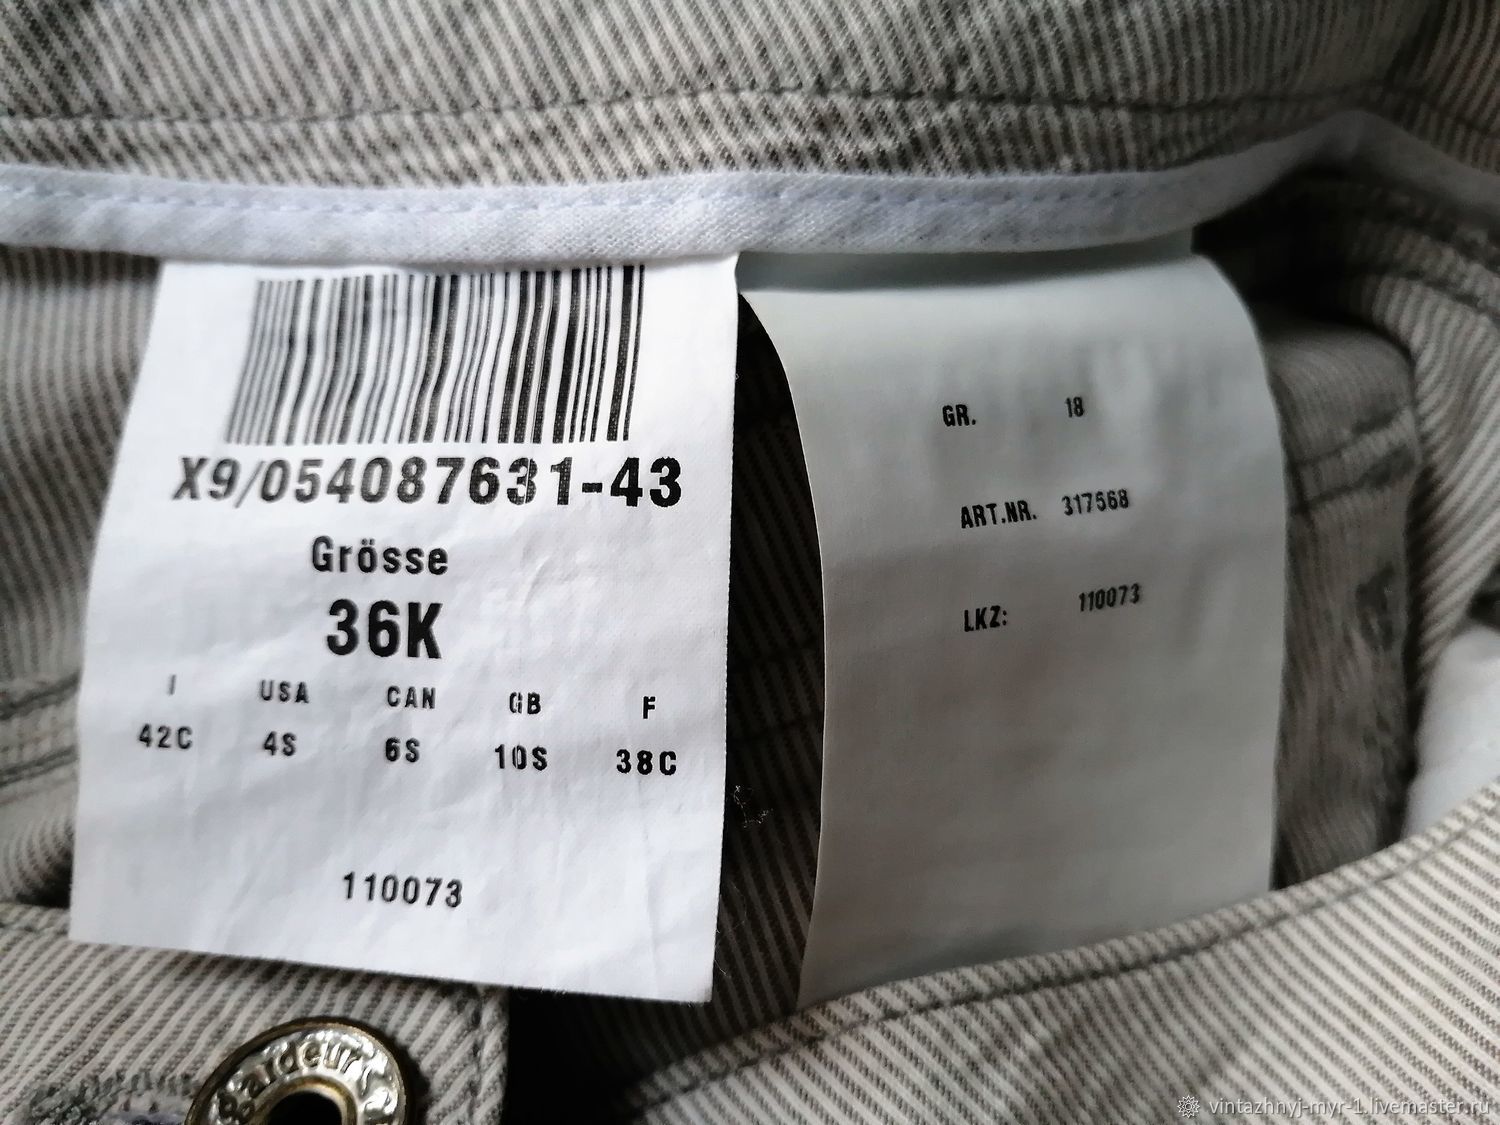 X9/054087631-43
Grösse
36K
I USA CAN GB F
42C 4S 6S 10S 38C
110073
GR. 18
ART.NR. 317568
LKZ: 110073
gardeur
vintazhnyj-myr-1.livemaster.ru